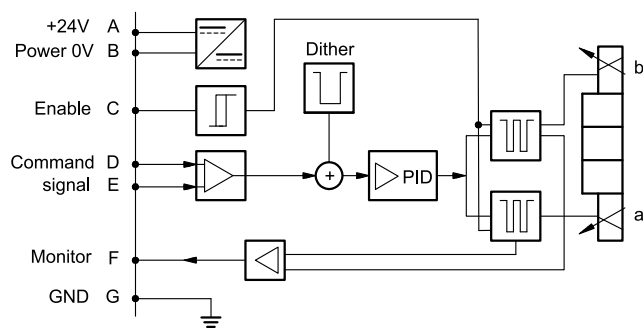 +24V A
Power 0V B
Dither
b
Enable C
Command D
signal E
+
PID
a
Monitor F
GND G